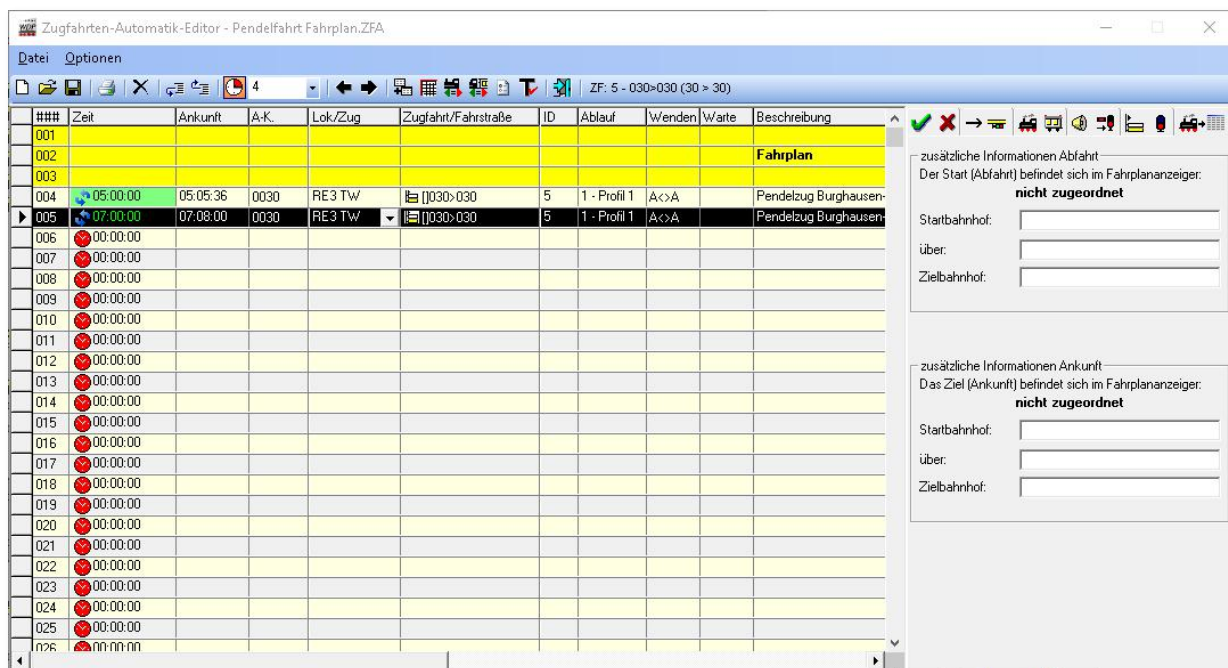 WDP Zugfahrten-Automatik-Editor - Pendelfahrt Fahrplan.ZFA
Datei Optionen
4 ZF: 5 - 030>030 (30 > 30)
### Zeit Ankunft A-K. Lok/Zug Zugfahrt/Fahrstraße ID Ablauf Wenden Warte Beschreibung
001
002 Fahrplan
003
004 05:00:00 05:05:36 0030 RE3 TW []030>030 5 1 - Profil 1 A<>A Pendelzug Burghausen-
005 07:00:00 07:08:00 0030 RE3 TW []030>030 5 1 - Profil 1 A<>A Pendelzug Burghausen-
006 00:00:00
007 00:00:00
008 00:00:00
009 00:00:00
010 00:00:00
011 00:00:00
012 00:00:00
013 00:00:00
014 00:00:00
015 00:00:00
016 00:00:00
017 00:00:00
018 00:00:00
019 00:00:00
020 00:00:00
021 00:00:00
022 00:00:00
023 00:00:00
024 00:00:00
025 00:00:00
026 00:00:00
zusätzliche Informationen Abfahrt
Der Start (Abfahrt) befindet sich im Fahrplananzeiger:
nicht zugeordnet
Startbahnhof:
über:
Zielbahnhof:
zusätzliche Informationen Ankunft
Das Ziel (Ankunft) befindet sich im Fahrplananzeiger:
nicht zugeordnet
Startbahnhof:
über:
Zielbahnhof: